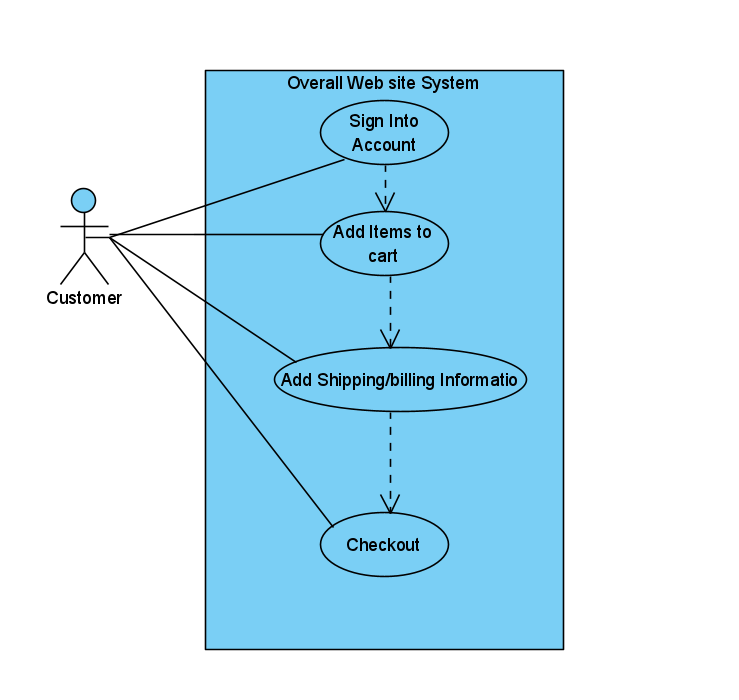 Overall Web site System
Sign Into
Account
Add Items to
cart
Customer
Add Shipping/billing Informatio
Checkout